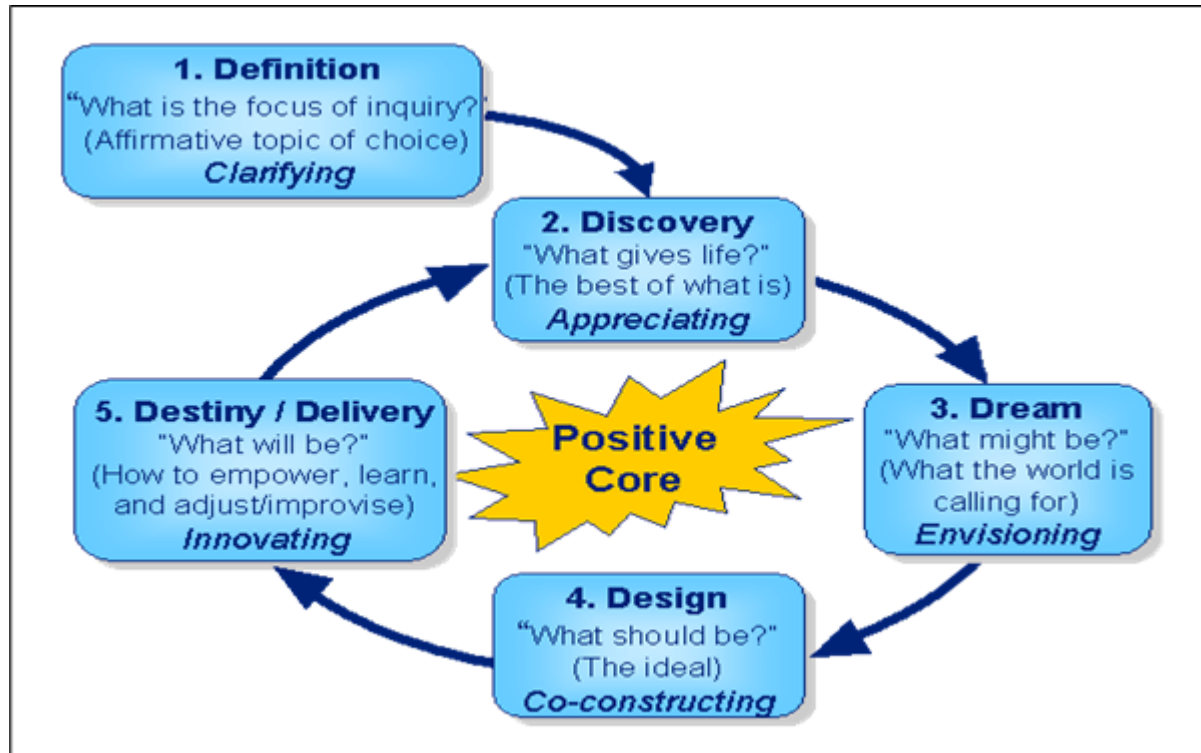 1. Definition
“What is the focus of inquiry?"
(Affirmative topic of choice)
Clarifying
2. Discovery
"What gives life?"
(The best of what is)
Appreciating
3. Dream
"What might be?"
(What the world is
calling for)
Envisioning
4. Design
“What should be?"
(The ideal)
Co-constructing
5. Destiny / Delivery
"What will be?"
(How to empower, learn,
and adjust/improvise)
Innovating
Positive
Core